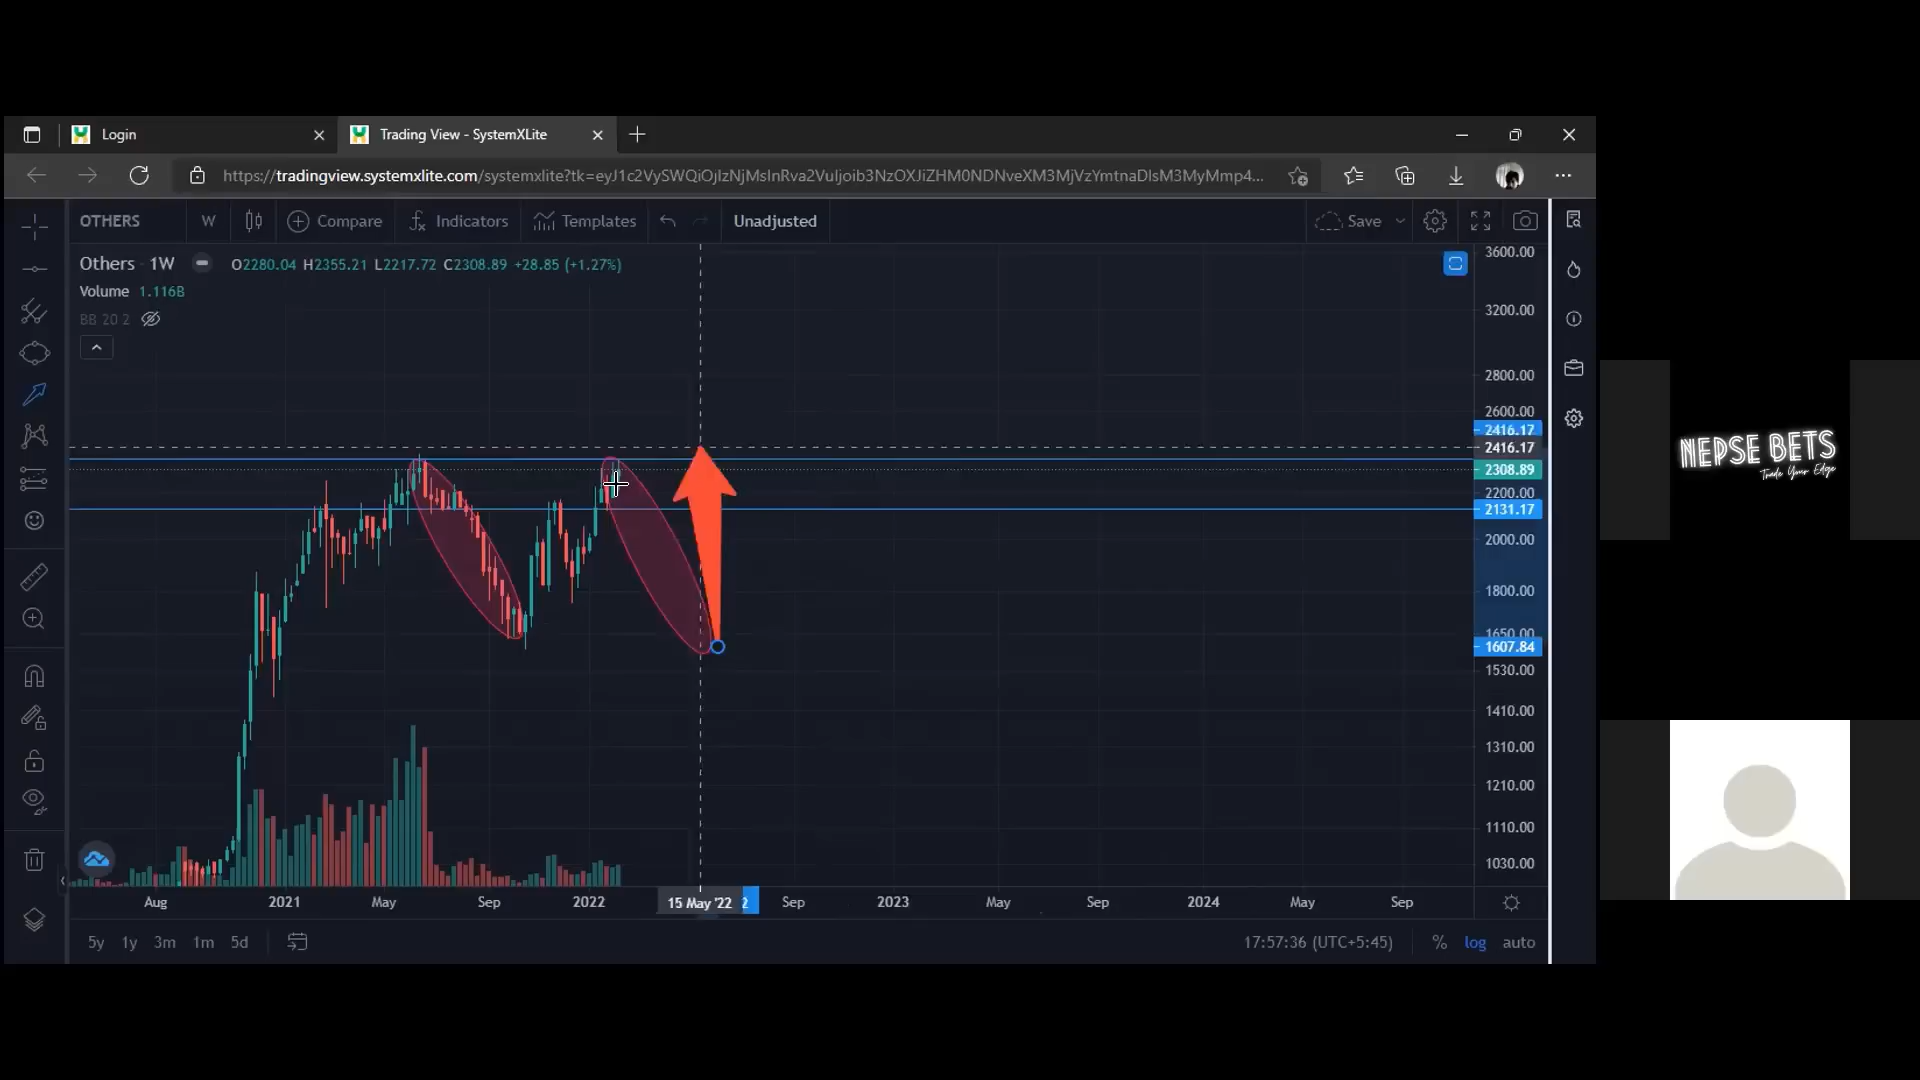 Login
Trading View - SystemXLite
https://tradingview.systemxlite.com/systemxlite?tk=
OTHERS W Compare Indicators Templates Unadjusted Save
Others 1W O2280.04 H2355.21 L2217.72 C2308.89 +28.85 (+1.27%)
Volume 1.116B
BB 20 2
3600.00
3200.00
2800.00
2600.00
2416.17
2416.17
2308.89
2200.00
2131.17
2000.00
1800.00
1650.00
1607.84
1530.00
1410.00
1310.00
1210.00
1110.00
1030.00
Aug 2021 May Sep 2022 15 May '22 2 Sep 2023 May Sep 2024 May Sep
5y 1y 3m 1m 5d 17:57:36 (UTC+5:45) % log auto
NEPSE BETS
Trade Your Edge